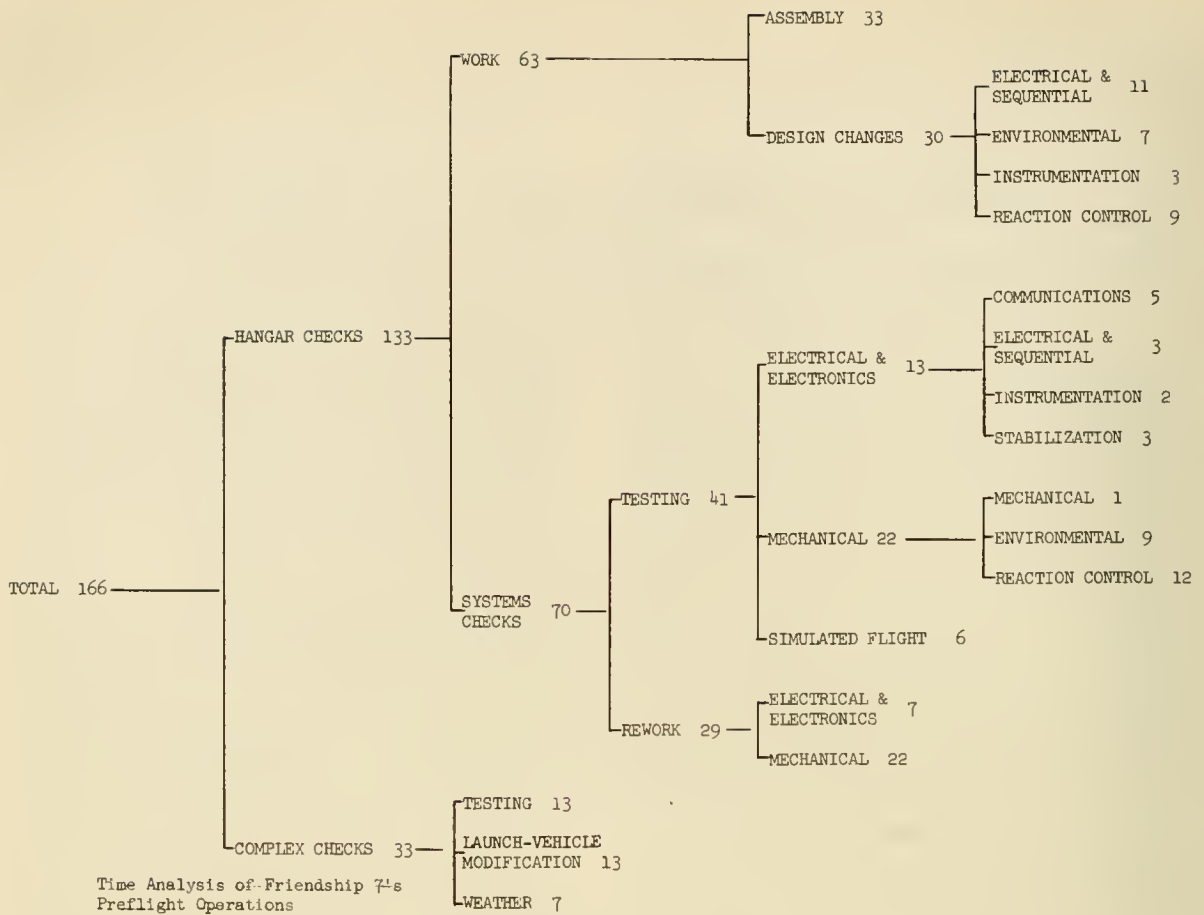 ASSEMBLY 33
WORK 63
ELECTRICAL &
SEQUENTIAL 11
DESIGN CHANGES 30
ENVIRONMENTAL 7
INSTRUMENTATION 3
REACTION CONTROL 9
COMMUNICATIONS 5
HANGAR CHECKS 133
ELECTRICAL &
SEQUENTIAL 3
ELECTRICAL &
ELECTRONICS 13
INSTRUMENTATION 2
STABILIZATION 3
TESTING 41
MECHANICAL 1
MECHANICAL 22
ENVIRONMENTAL 9
REACTION CONTROL 12
TOTAL 166
SYSTEMS
CHECKS 70
SIMULATED FLIGHT 6
ELECTRICAL &
ELECTRONICS 7
REWORK 29
MECHANICAL 22
TESTING 13
COMPLEX CHECKS 33
LAUNCH-VEHICLE
MODIFICATION 13
WEATHER 7
Time Analysis of Friendship 7's
Preflight Operations